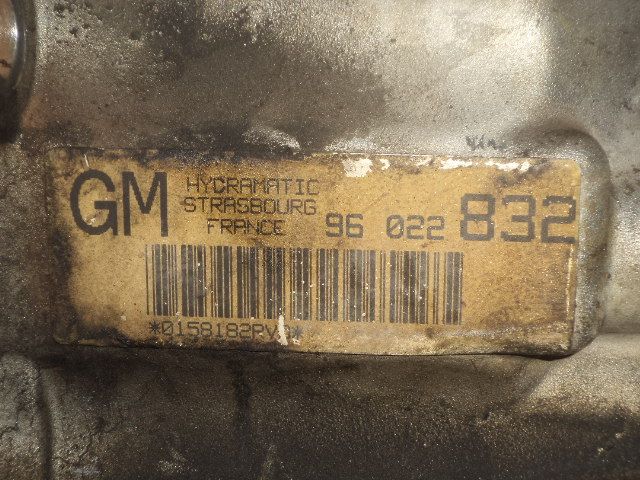 GM
HYDRAMATIC
STRASBOURG
FRANCE 96 022 832